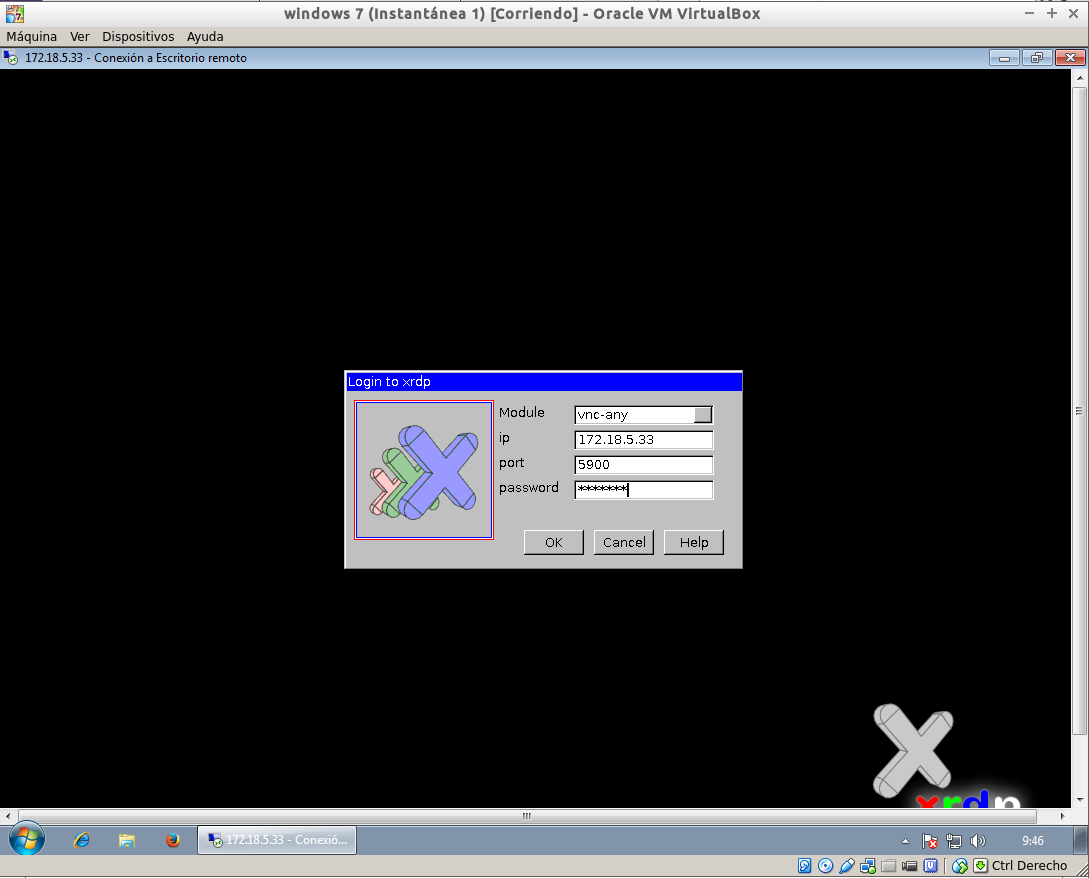 windows 7 (Instantánea 1) [Corriendo] - Oracle VM VirtualBox
Máquina Ver Dispositivos Ayuda
172.18.5.33 - Conexión a Escritorio remoto
Login to xrdp
Module vnc-any
ip 172.18.5.33
port 5900
password *******
OK Cancel Help
xrdp
172.18.5.33 - Conexió... 9:46
Ctrl Derecho